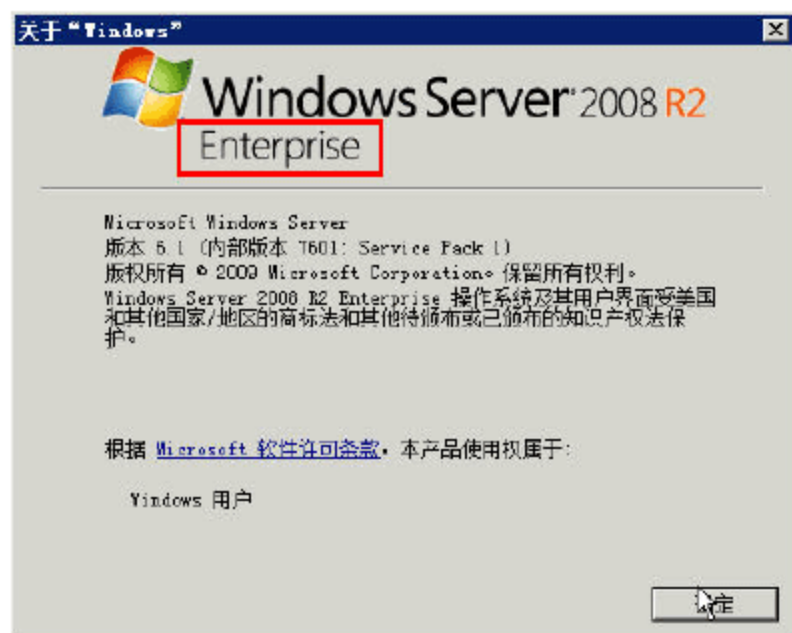 关于“Windows”
Windows Server 2008 R2
Enterprise
Microsoft Windows Server
版本 6.1 (内部版本 7601: Service Pack 1)
版权所有 © 2009 Microsoft Corporation。保留所有权利。
Windows Server 2008 R2 Enterprise 操作系统及其用户界面受美国
和其他国家/地区的商标法和其他待颁布或已颁布的知识产权法保
护。
根据 Microsoft 软件许可条款，本产品使用权属于:
Windows 用户
确定